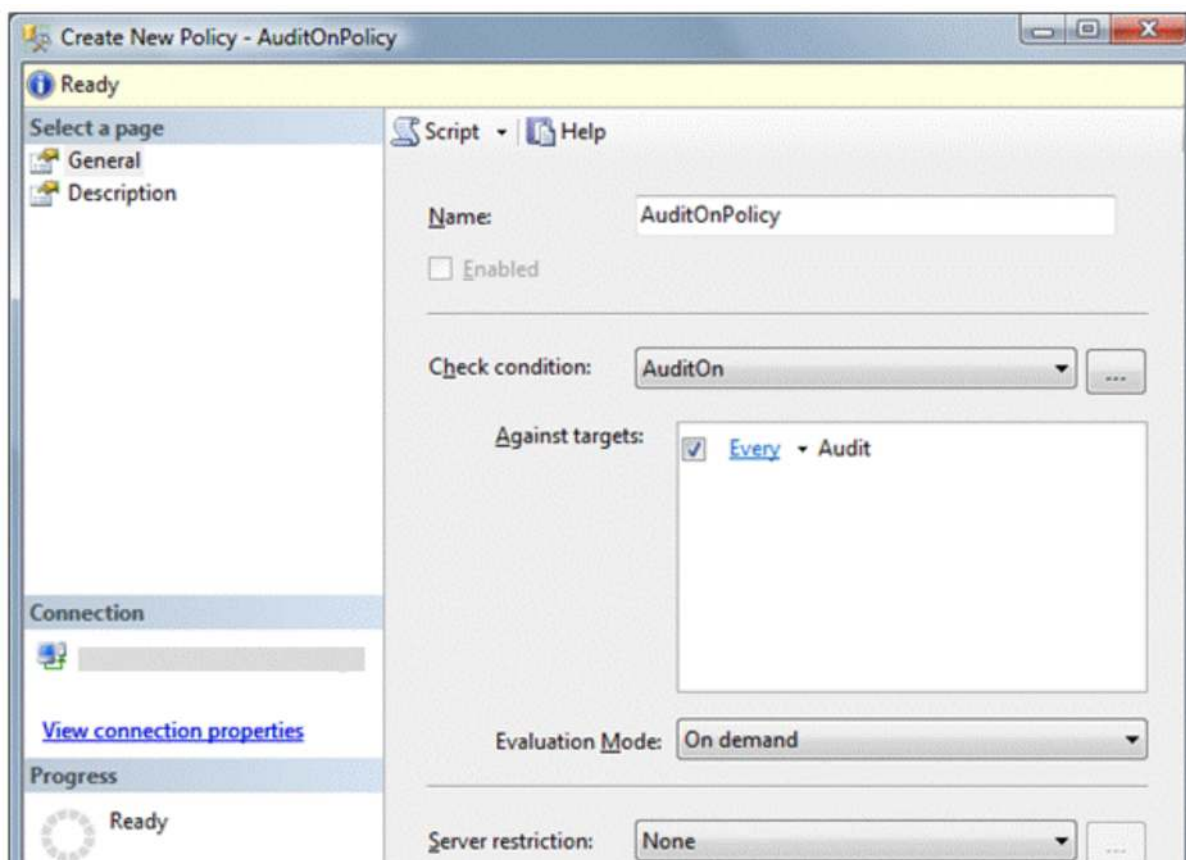 Create New Policy - AuditOnPolicy
Ready
Select a page
General
Description
Script
Help
Name:
AuditOnPolicy
Enabled
Check condition:
AuditOn
...
Against targets:
Every Audit
Connection
View connection properties
Evaluation Mode:
On demand
Progress
Ready
Server restriction:
None
...